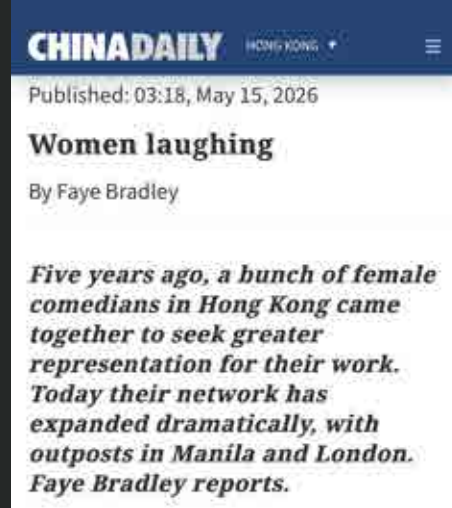 CHINADAILY HONG KONG
Published: 03:18, May 15, 2026
Women laughing
By Faye Bradley
Five years ago, a bunch of female
comedians in Hong Kong came
together to seek greater
representation for their work.
Today their network has
expanded dramatically, with
outposts in Manila and London.
Faye Bradley reports.